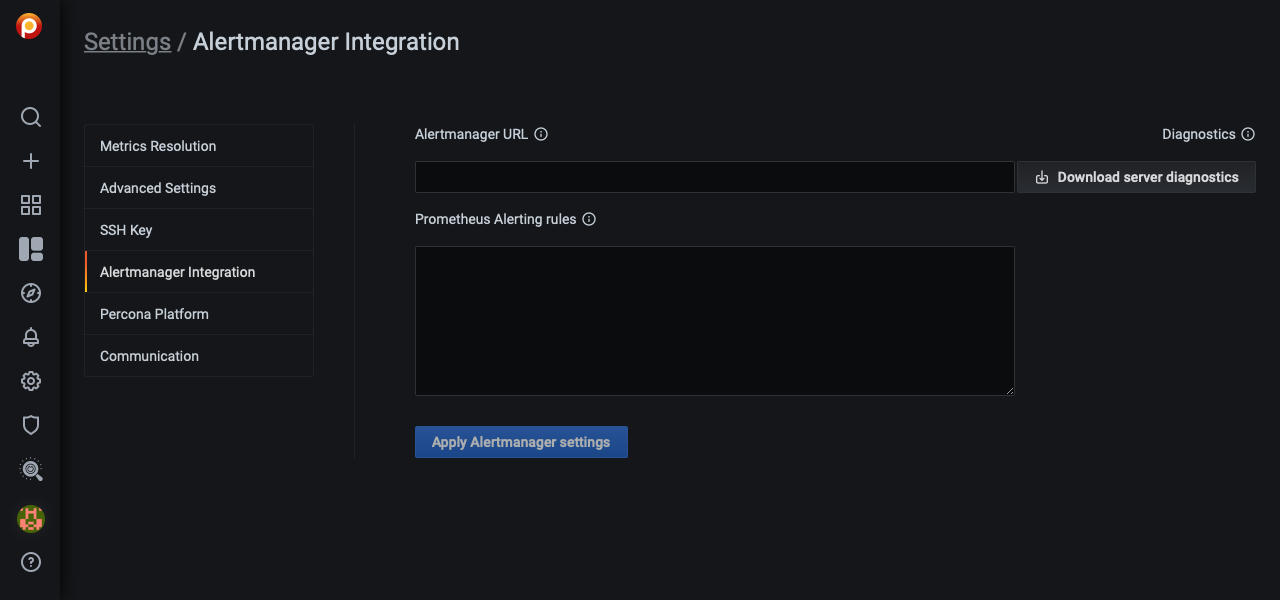 Settings / Alertmanager Integration
Metrics Resolution
Advanced Settings
SSH Key
Alertmanager Integration
Percona Platform
Communication
Alertmanager URL
Diagnostics
Download server diagnostics
Prometheus Alerting rules
Apply Alertmanager settings